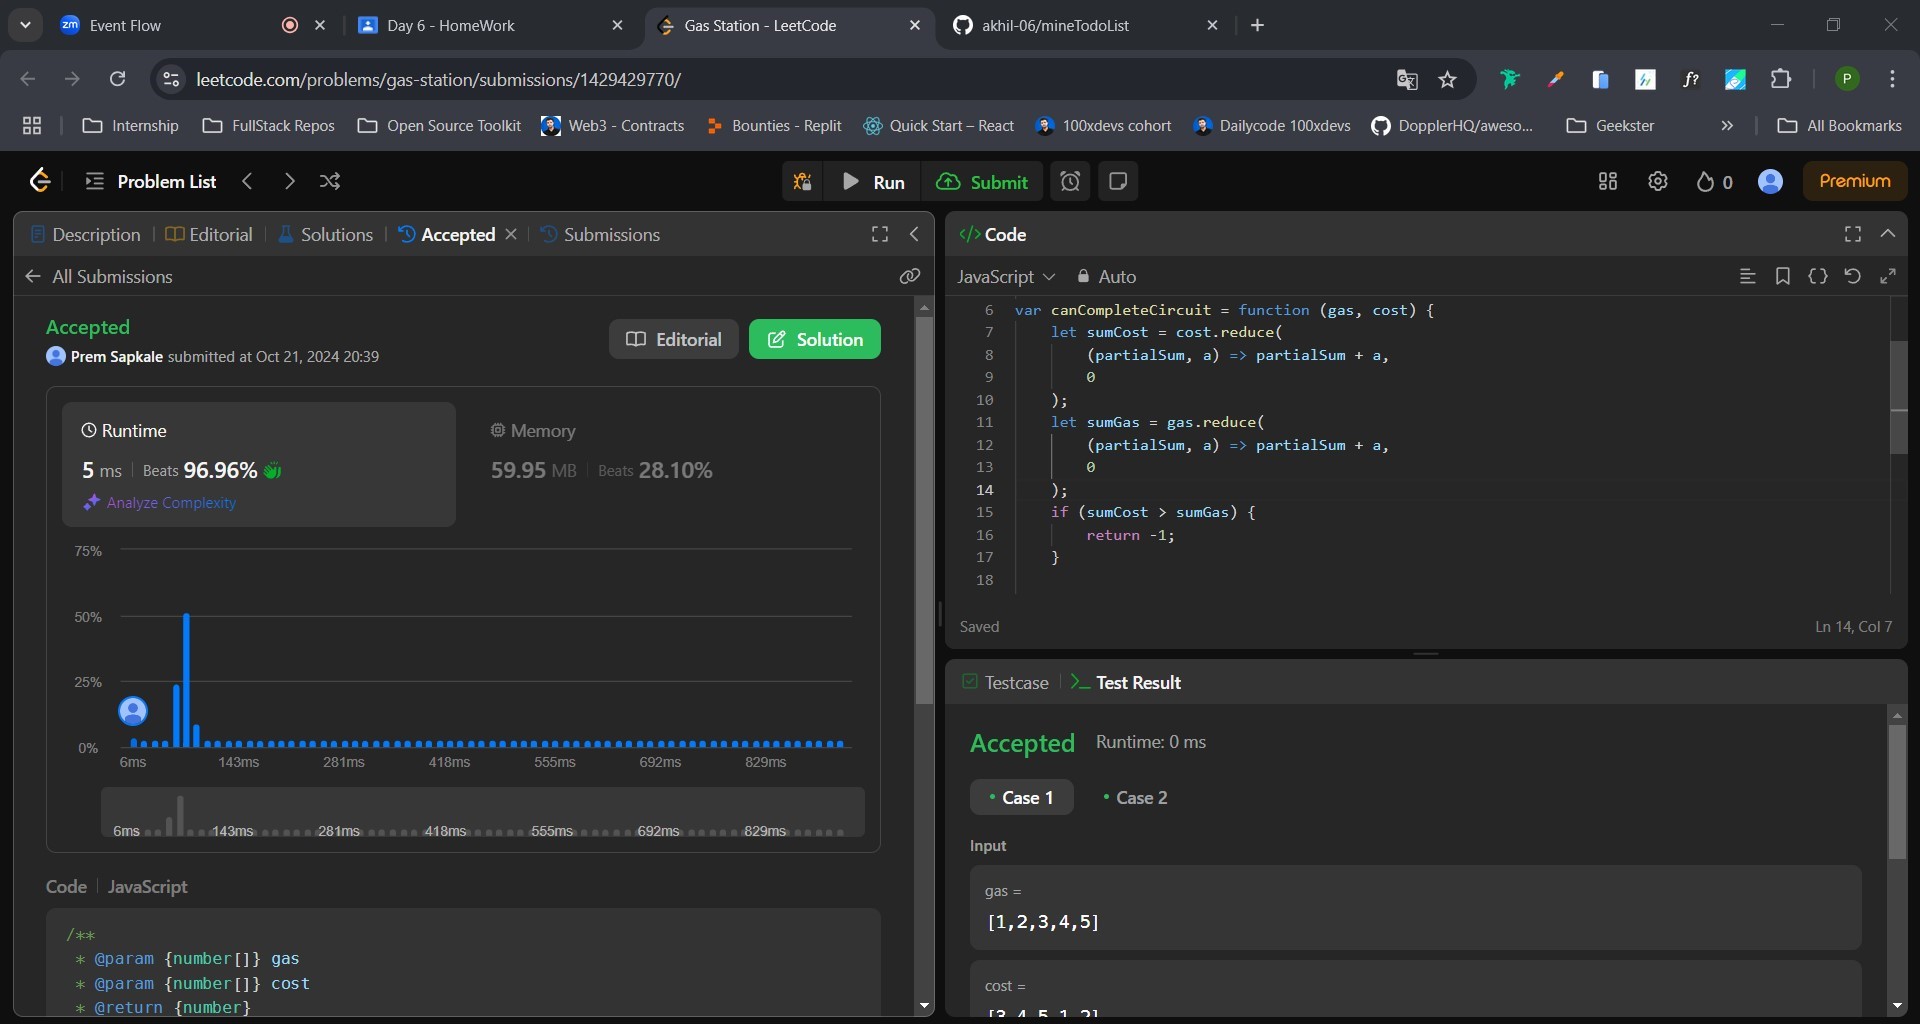 zm Event Flow
Day 6 - HomeWork
Gas Station - LeetCode
akhil-06/mineTodoList
leetcode.com/problems/gas-station/submissions/1429429770/
f?
P
Internship
FullStack Repos
Open Source Toolkit
Web3 - Contracts
Bounties - Replit
Quick Start – React
100xdevs cohort
Dailycode 100xdevs
DopplerHQ/aweso...
Geekster
»
All Bookmarks
Problem List
Run
Submit
0
Premium
Description
Editorial
Solutions
Accepted
Submissions
All Submissions
Accepted
Prem Sapkale submitted at Oct 21, 2024 20:39
Editorial
Solution
Runtime
5 ms | Beats 96.96%
Analyze Complexity
Memory
59.95 MB | Beats 28.10%
75%
50%
25%
0%
6ms 143ms 281ms 418ms 555ms 692ms 829ms
6ms 143ms 281ms 418ms 555ms 692ms 829ms
Code | JavaScript
/**
* @param {number[]} gas
* @param {number[]} cost
* @return {number}
</> Code
JavaScript
Auto
6 var canCompleteCircuit = function (gas, cost) {
7 let sumCost = cost.reduce(
8 (partialSum, a) => partialSum + a,
9 0
10 );
11 let sumGas = gas.reduce(
12 (partialSum, a) => partialSum + a,
13 0
14 );
15 if (sumCost > sumGas) {
16 return -1;
17 }
18
Saved
Ln 14, Col 7
Testcase
>_ Test Result
Accepted Runtime: 0 ms
• Case 1
• Case 2
Input
gas =
[1,2,3,4,5]
cost =
[3,4,5,1,2]